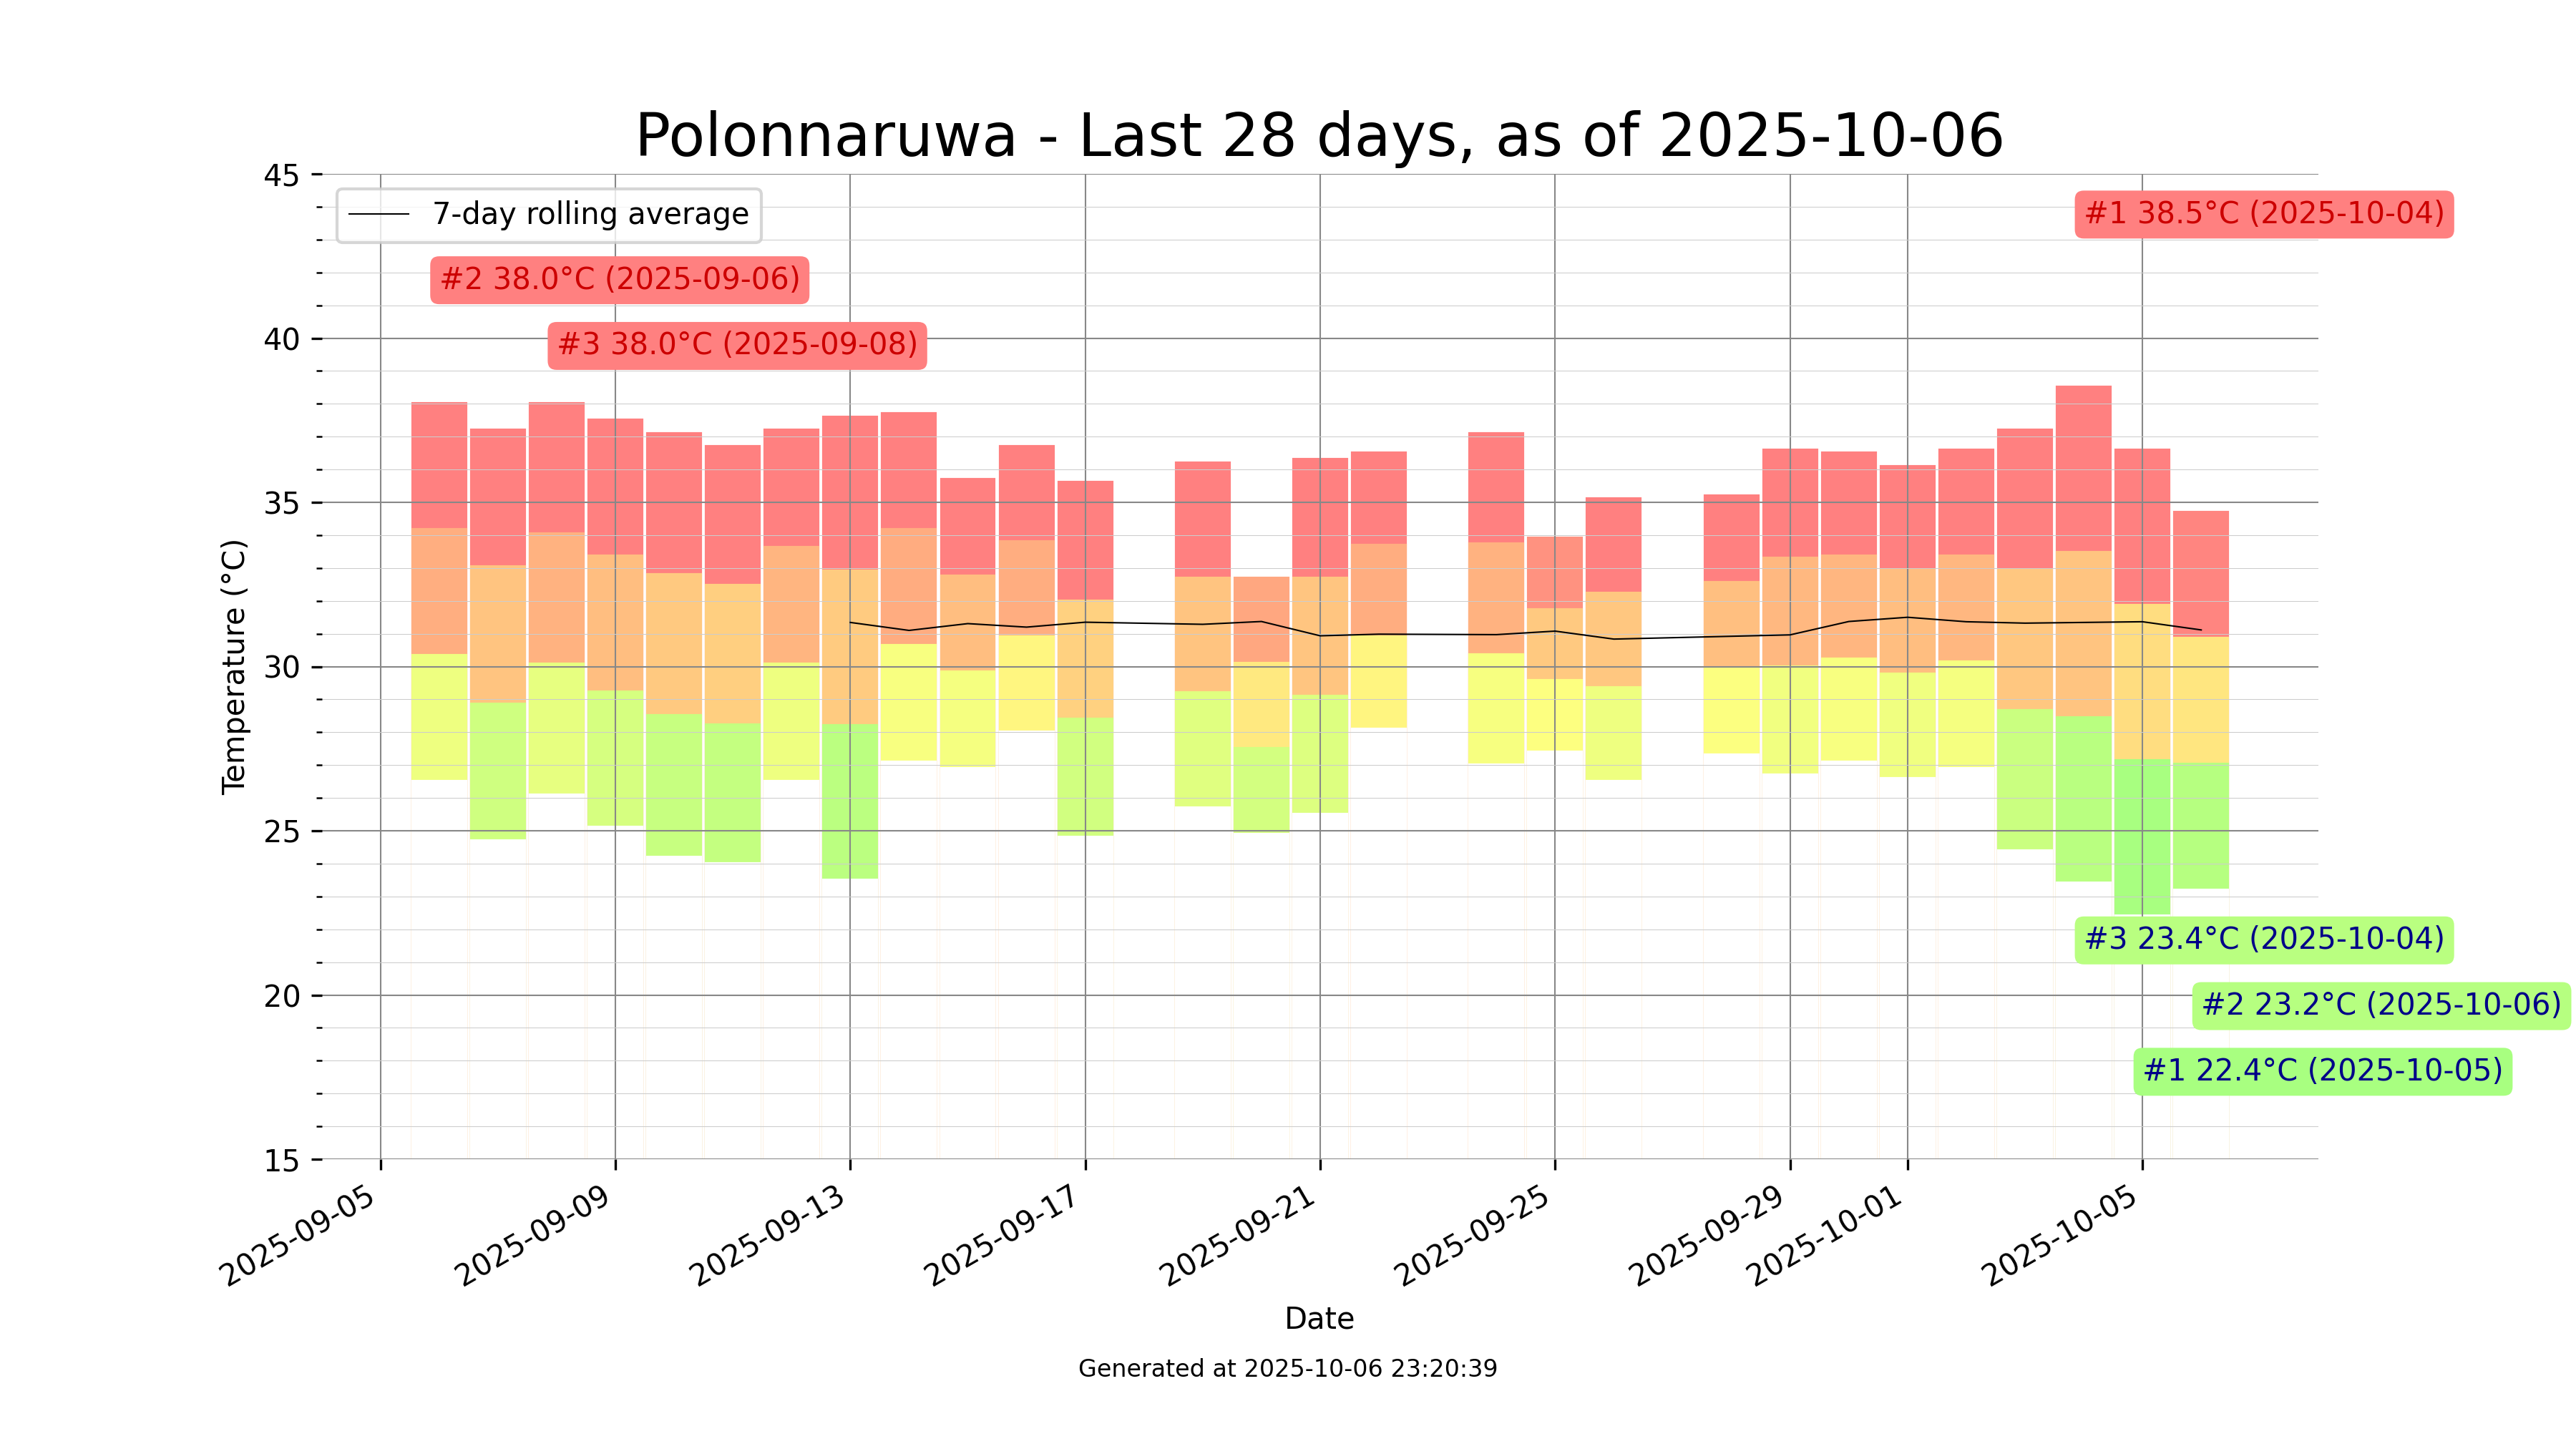 Polonnaruwa - Last 28 days, as of 2025-10-06
45
7-day rolling average
#1 38.5°C (2025-10-04)
#2 38.0°C (2025-09-06)
#3 38.0°C (2025-09-08)
40
35
30
25
20
15
Temperature (°C)
#3 23.4°C (2025-10-04)
#2 23.2°C (2025-10-06)
#1 22.4°C (2025-10-05)
2025-09-05
2025-09-09
2025-09-13
2025-09-17
2025-09-21
2025-09-25
2025-09-29
2025-10-01
2025-10-05
Date
Generated at 2025-10-06 23:20:39